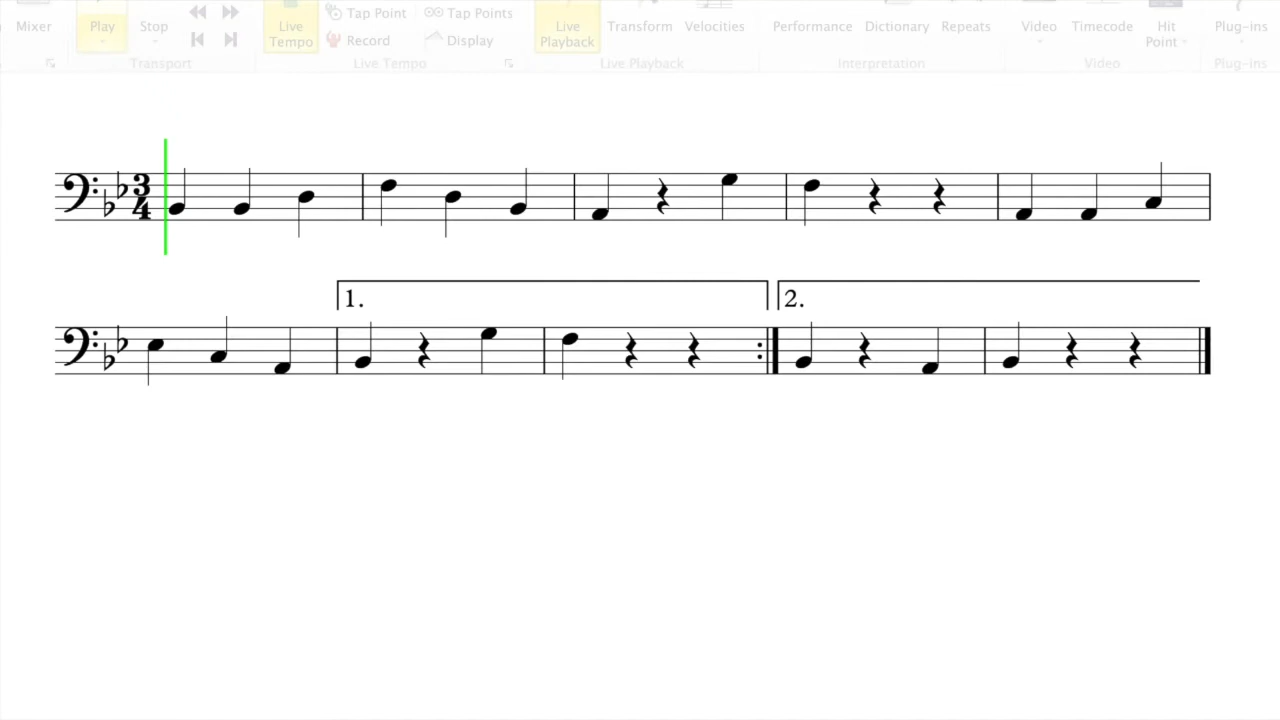 Mixer Play Stop Live Tempo Tap Point Tap Points Record Display Live Playback Transform Velocities Performance Dictionary Repeats Video Timecode Hit Point Plug-ins
Transport Live Tempo Live Playback Interpretation Video Plug-ins
3
4
1. 2.